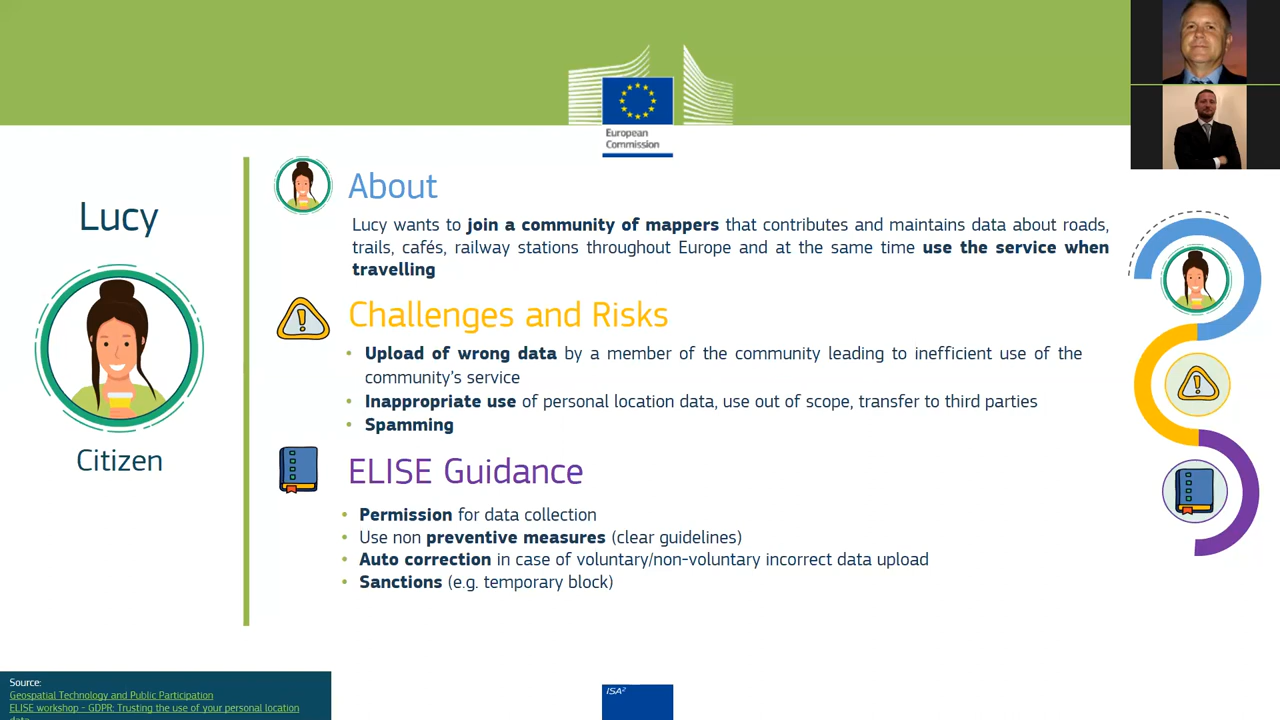 European
Commission
Lucy
Citizen
About
Lucy wants to join a community of mappers that contributes and maintains data about roads,
trails, cafés, railway stations throughout Europe and at the same time use the service when
travelling
Challenges and Risks
• Upload of wrong data by a member of the community leading to inefficient use of the
community's service
• Inappropriate use of personal location data, use out of scope, transfer to third parties
• Spamming
ELISE Guidance
• Permission for data collection
• Use non preventive measures (clear guidelines)
• Auto correction in case of voluntary/non-voluntary incorrect data upload
• Sanctions (e.g. temporary block)
Source:
Geospatial Technology and Public Participation
ELISE workshop - GDPR: Trusting the use of your personal location
data
ISA²